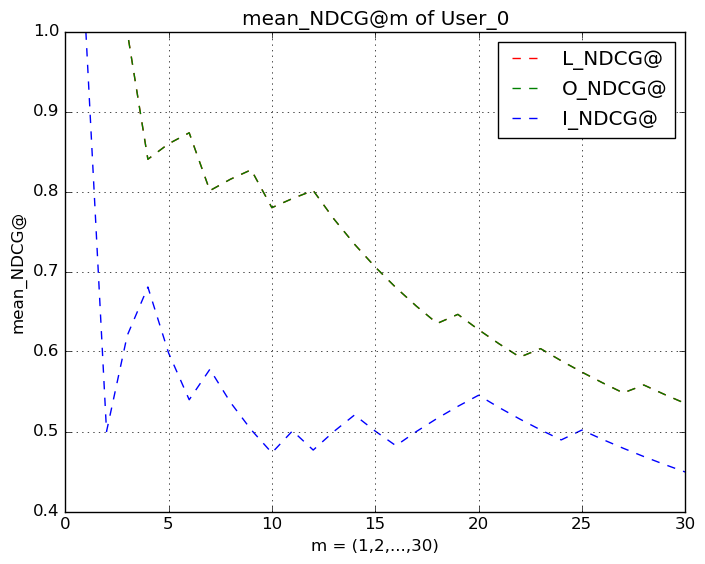 mean_NDCG@m of User_0
L_NDCG@
O_NDCG@
I_NDCG@
mean_NDCG@
1.0
0.9
0.8
0.7
0.6
0.5
0.4
0 5 10 15 20 25 30
m = (1,2,...,30)